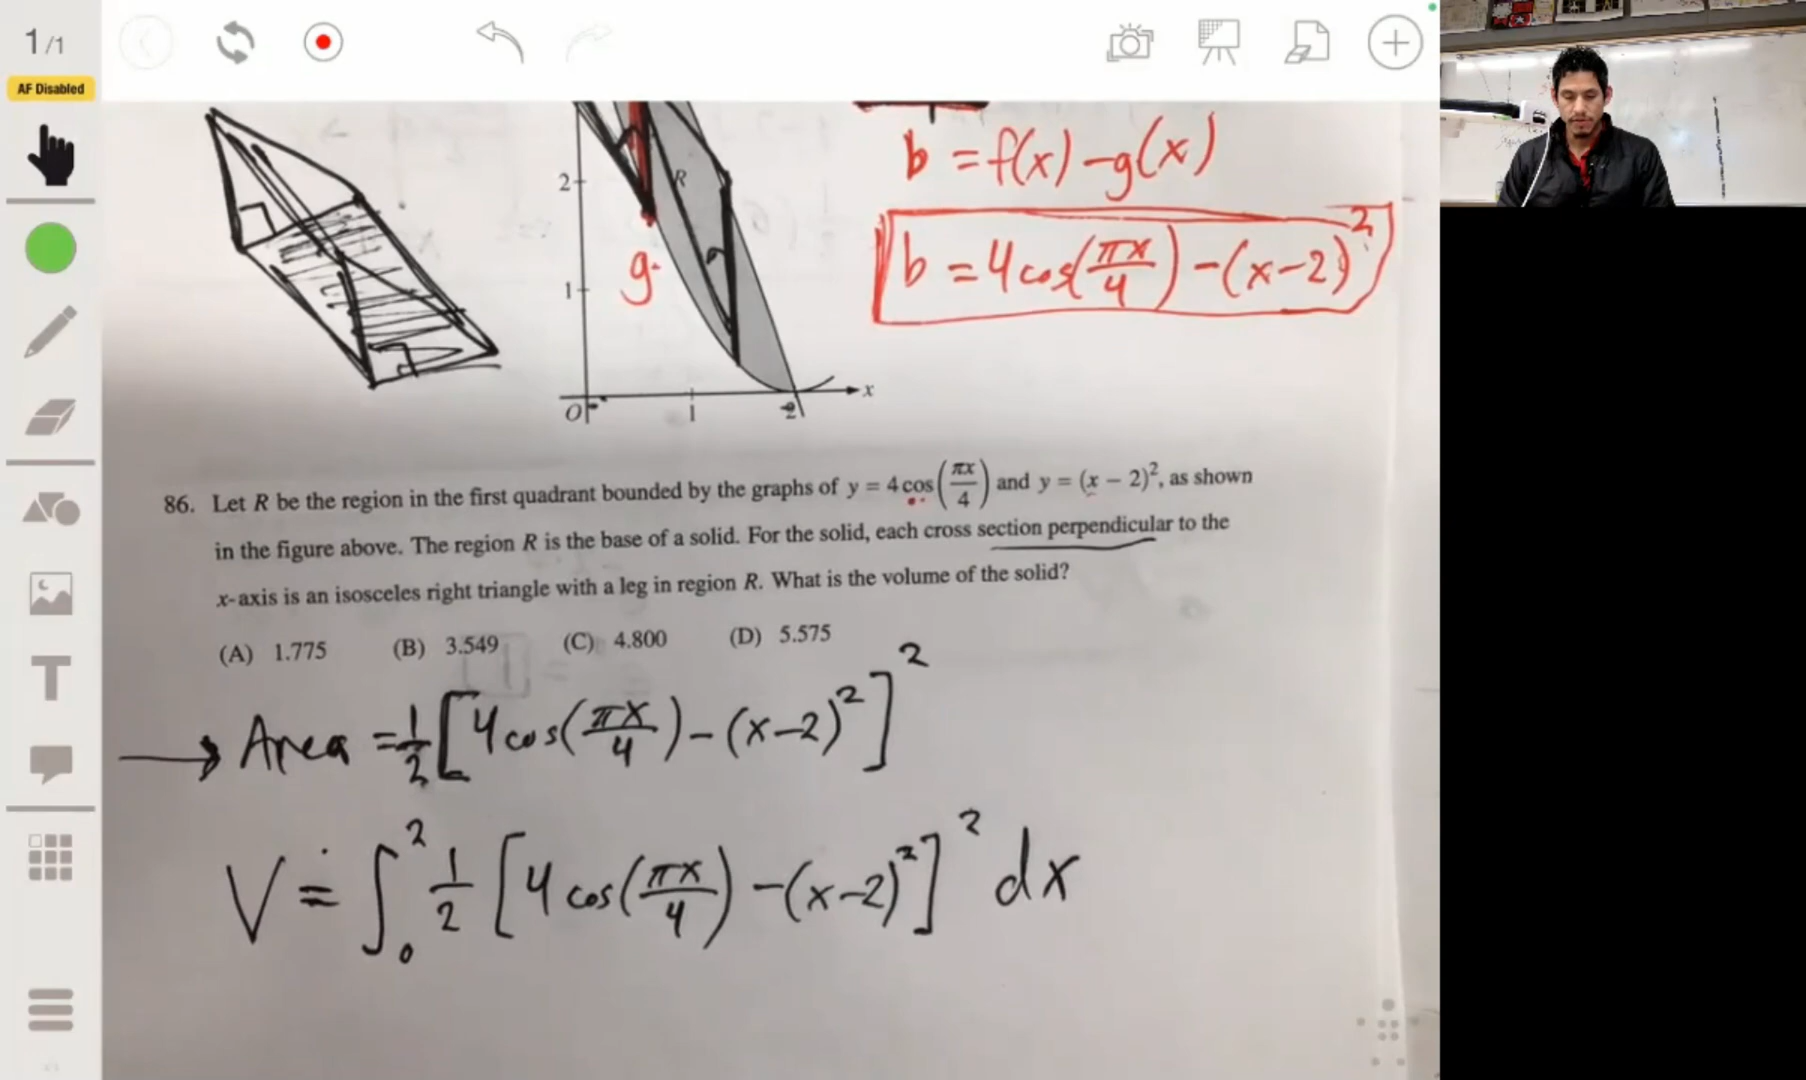 1/1
AF Disabled
T
2
R
1
g
O
1
2
x
b = f(x) - g(x)
b = 4cos(πx/4) - (x-2)²
86. Let R be the region in the first quadrant bounded by the graphs of y = 4 cos(πx/4) and y = (x − 2)², as shown
in the figure above. The region R is the base of a solid. For the solid, each cross section perpendicular to the
x-axis is an isosceles right triangle with a leg in region R. What is the volume of the solid?
(A) 1.775 (B) 3.549 (C) 4.800 (D) 5.575
→ Area = 1/2 [4cos(πx/4) - (x-2)²]²
V = ∫₀² 1/2 [4cos(πx/4) - (x-2)²]² dx